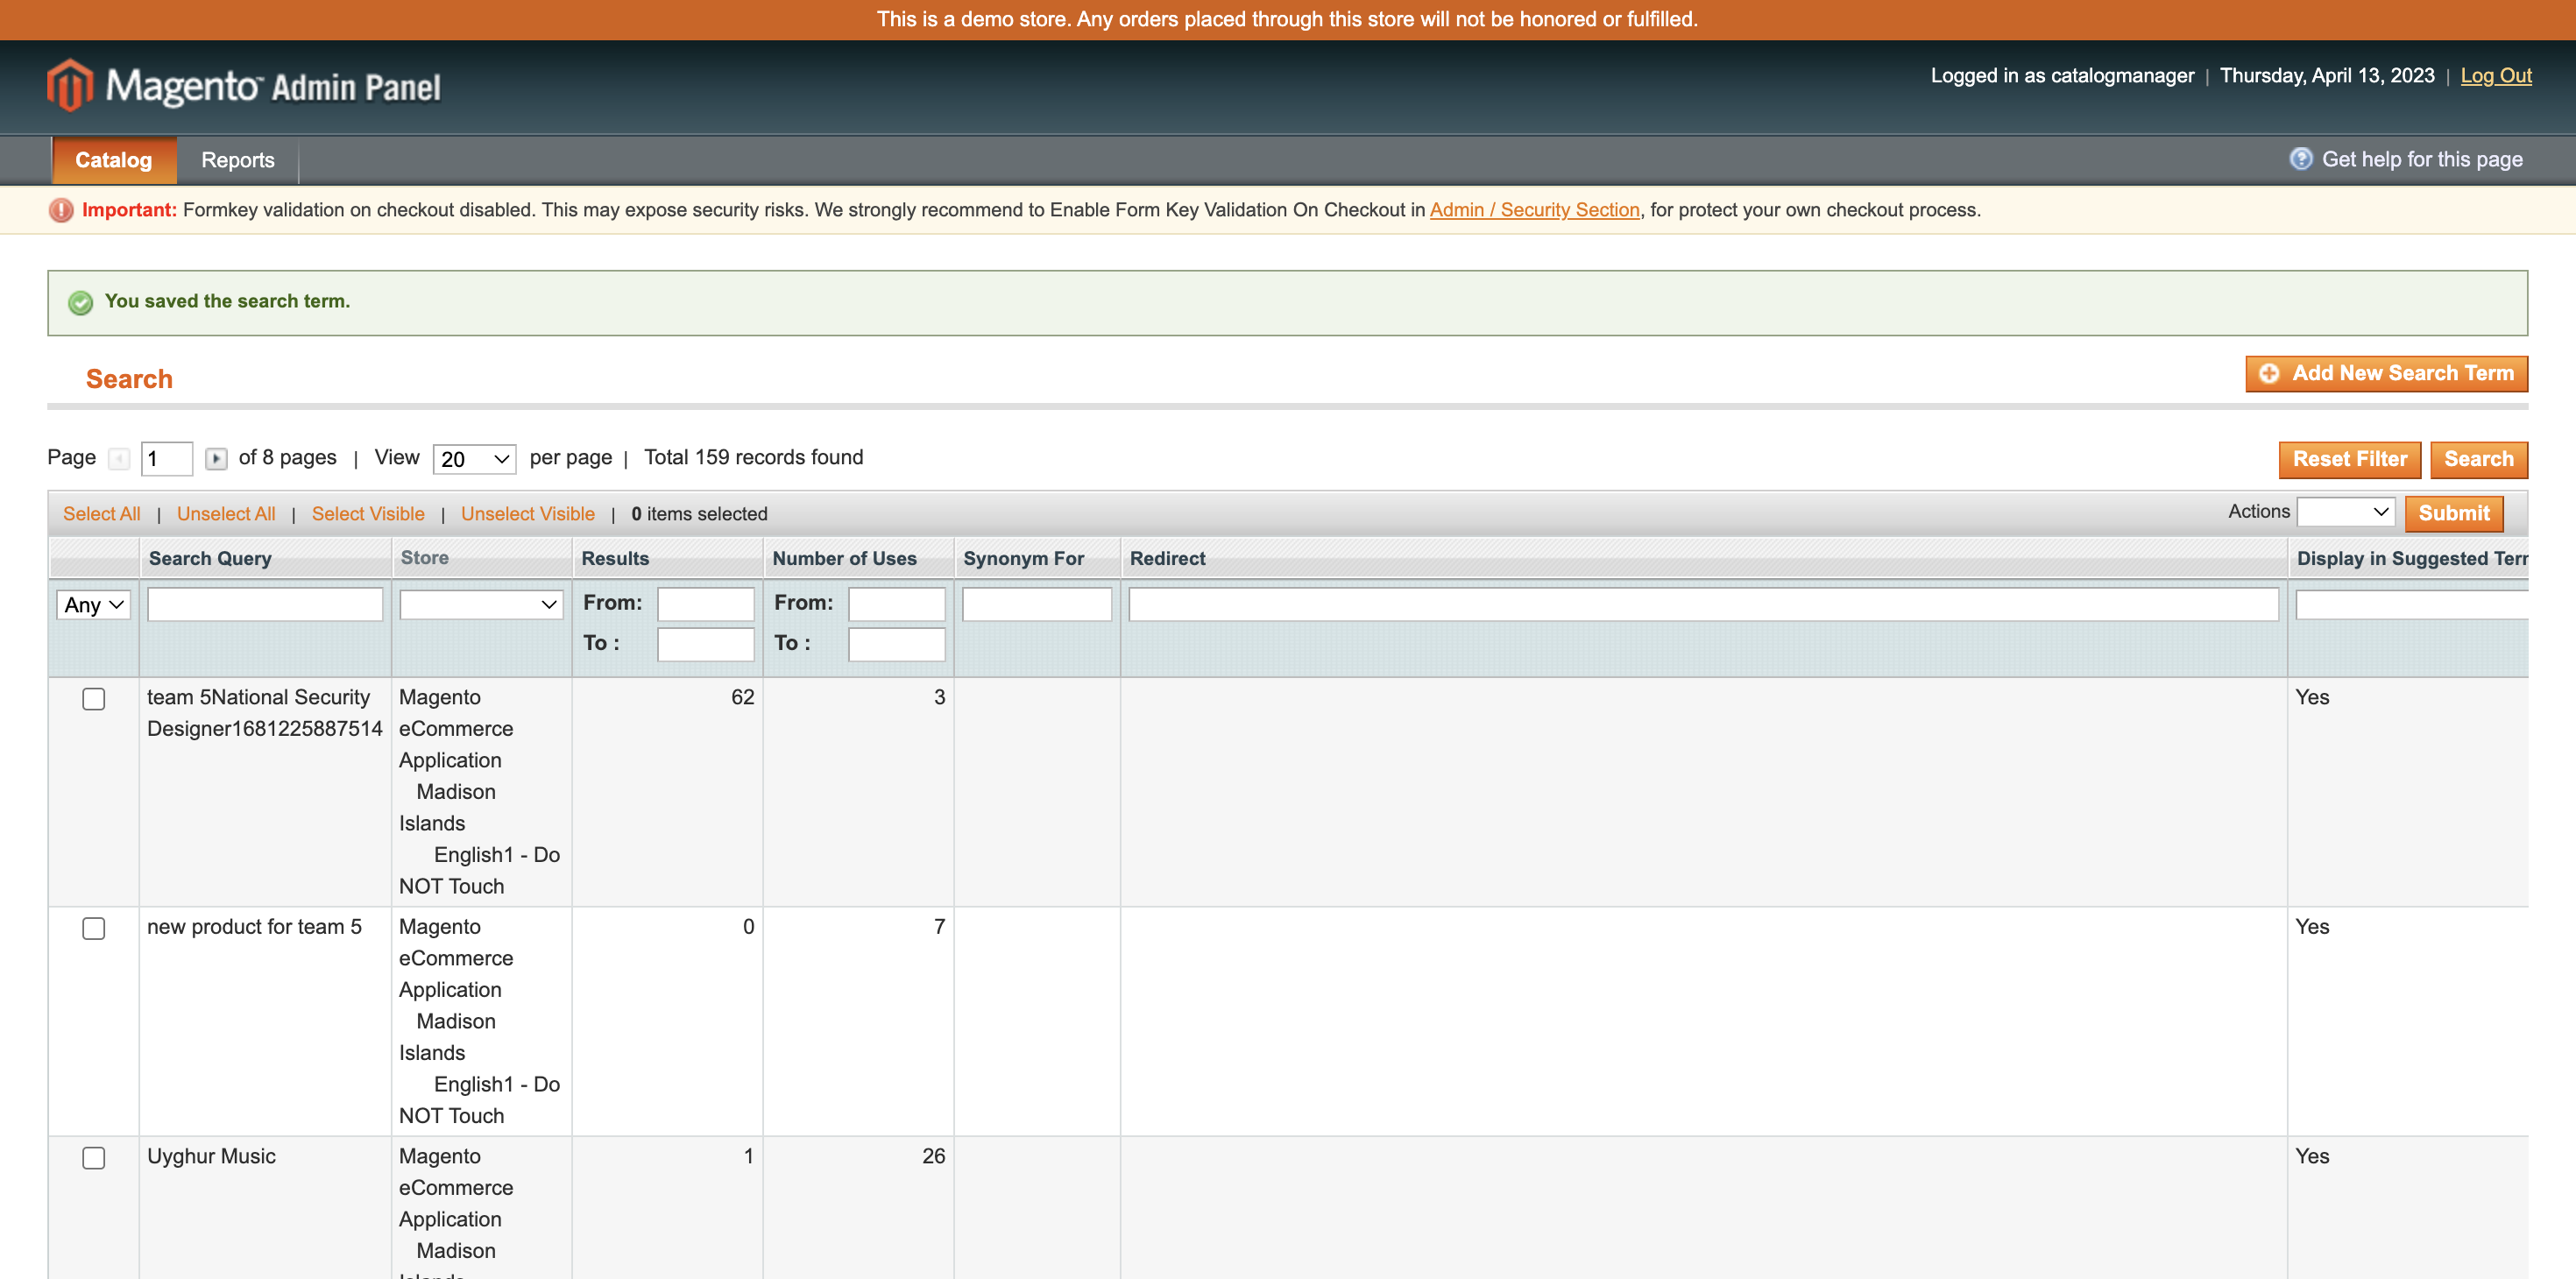 This is a demo store. Any orders placed through this store will not be honored or fulfilled.
Magento™ Admin Panel
Logged in as catalogmanager | Thursday, April 13, 2023 | Log Out
Catalog Reports
Get help for this page
Important: Formkey validation on checkout disabled. This may expose security risks. We strongly recommend to Enable Form Key Validation On Checkout in Admin / Security Section, for protect your own checkout process.
You saved the search term.
Search
Add New Search Term
Page 1 of 8 pages | View 20 per page | Total 159 records found
Reset Filter Search
Select All | Unselect All | Select Visible | Unselect Visible | 0 items selected
Actions Submit
Search Query Store Results Number of Uses Synonym For Redirect Display in Suggested Terr
Any From: From:
To : To :
team 5National Security Magento 62 3 Yes
Designer1681225887514 eCommerce
Application
Madison
Islands
English1 - Do
NOT Touch
new product for team 5 Magento 0 7 Yes
eCommerce
Application
Madison
Islands
English1 - Do
NOT Touch
Uyghur Music Magento 1 26 Yes
eCommerce
Application
Madison